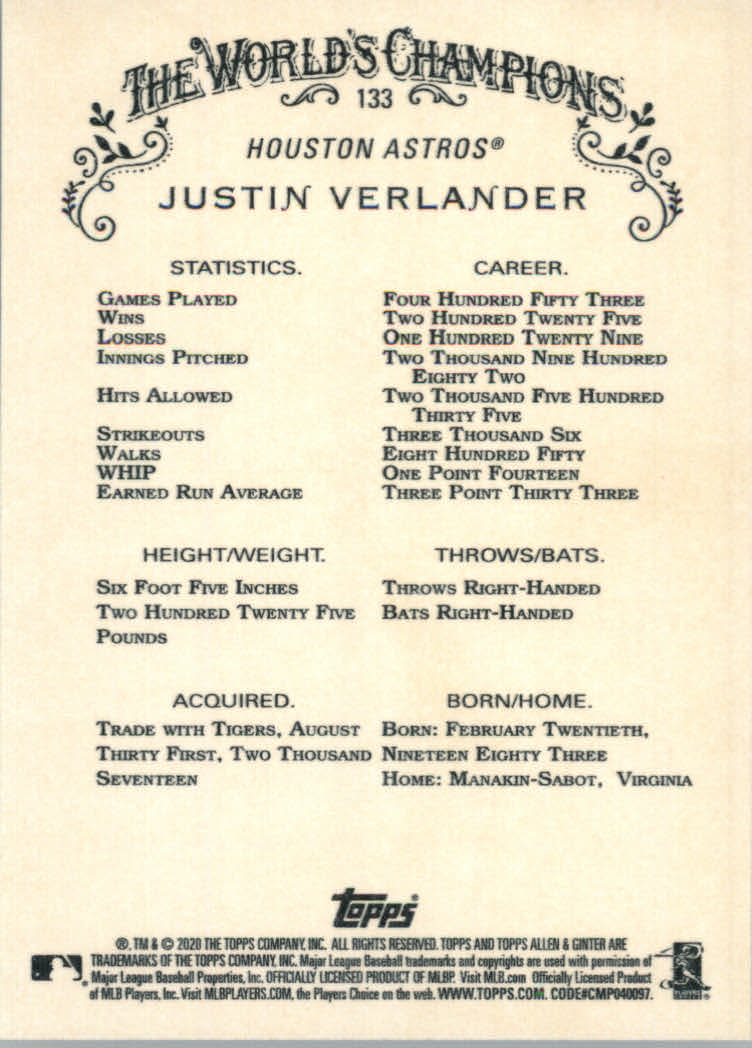 THE WORLD'S CHAMPIONS
133
HOUSTON ASTROS®
JUSTIN VERLANDER
STATISTICS. CAREER.
GAMES PLAYED FOUR HUNDRED FIFTY THREE
WINS TWO HUNDRED TWENTY FIVE
LOSSES ONE HUNDRED TWENTY NINE
INNINGS PITCHED TWO THOUSAND NINE HUNDRED
EIGHTY TWO
HITS ALLOWED TWO THOUSAND FIVE HUNDRED
THIRTY FIVE
STRIKEOUTS THREE THOUSAND SIX
WALKS EIGHT HUNDRED FIFTY
WHIP ONE POINT FOURTEEN
EARNED RUN AVERAGE THREE POINT THIRTY THREE
HEIGHT/WEIGHT. THROWS/BATS.
SIX FOOT FIVE INCHES THROWS RIGHT-HANDED
TWO HUNDRED TWENTY FIVE BATS RIGHT-HANDED
POUNDS
ACQUIRED. BORN/HOME.
TRADE WITH TIGERS, AUGUST BORN: FEBRUARY TWENTIETH,
THIRTY FIRST, TWO THOUSAND NINETEEN EIGHTY THREE
SEVENTEEN HOME: MANAKIN-SABOT, VIRGINIA
topps®
®, TM & © 2020 THE TOPPS COMPANY, INC. ALL RIGHTS RESERVED. TOPPS AND TOPPS ALLEN & GINTER ARE
TRADEMARKS OF THE TOPPS COMPANY, INC. Major League Baseball trademarks and copyrights are used with permission of
Major League Baseball Properties, Inc. OFFICIALLY LICENSED PRODUCT OF MLBP. Visit MLB.com Officially Licensed Product
of MLB Players, Inc. Visit MLBPLAYERS.COM, the Players Choice on the web. WWW.TOPPS.COM. CODE#CMP040097.